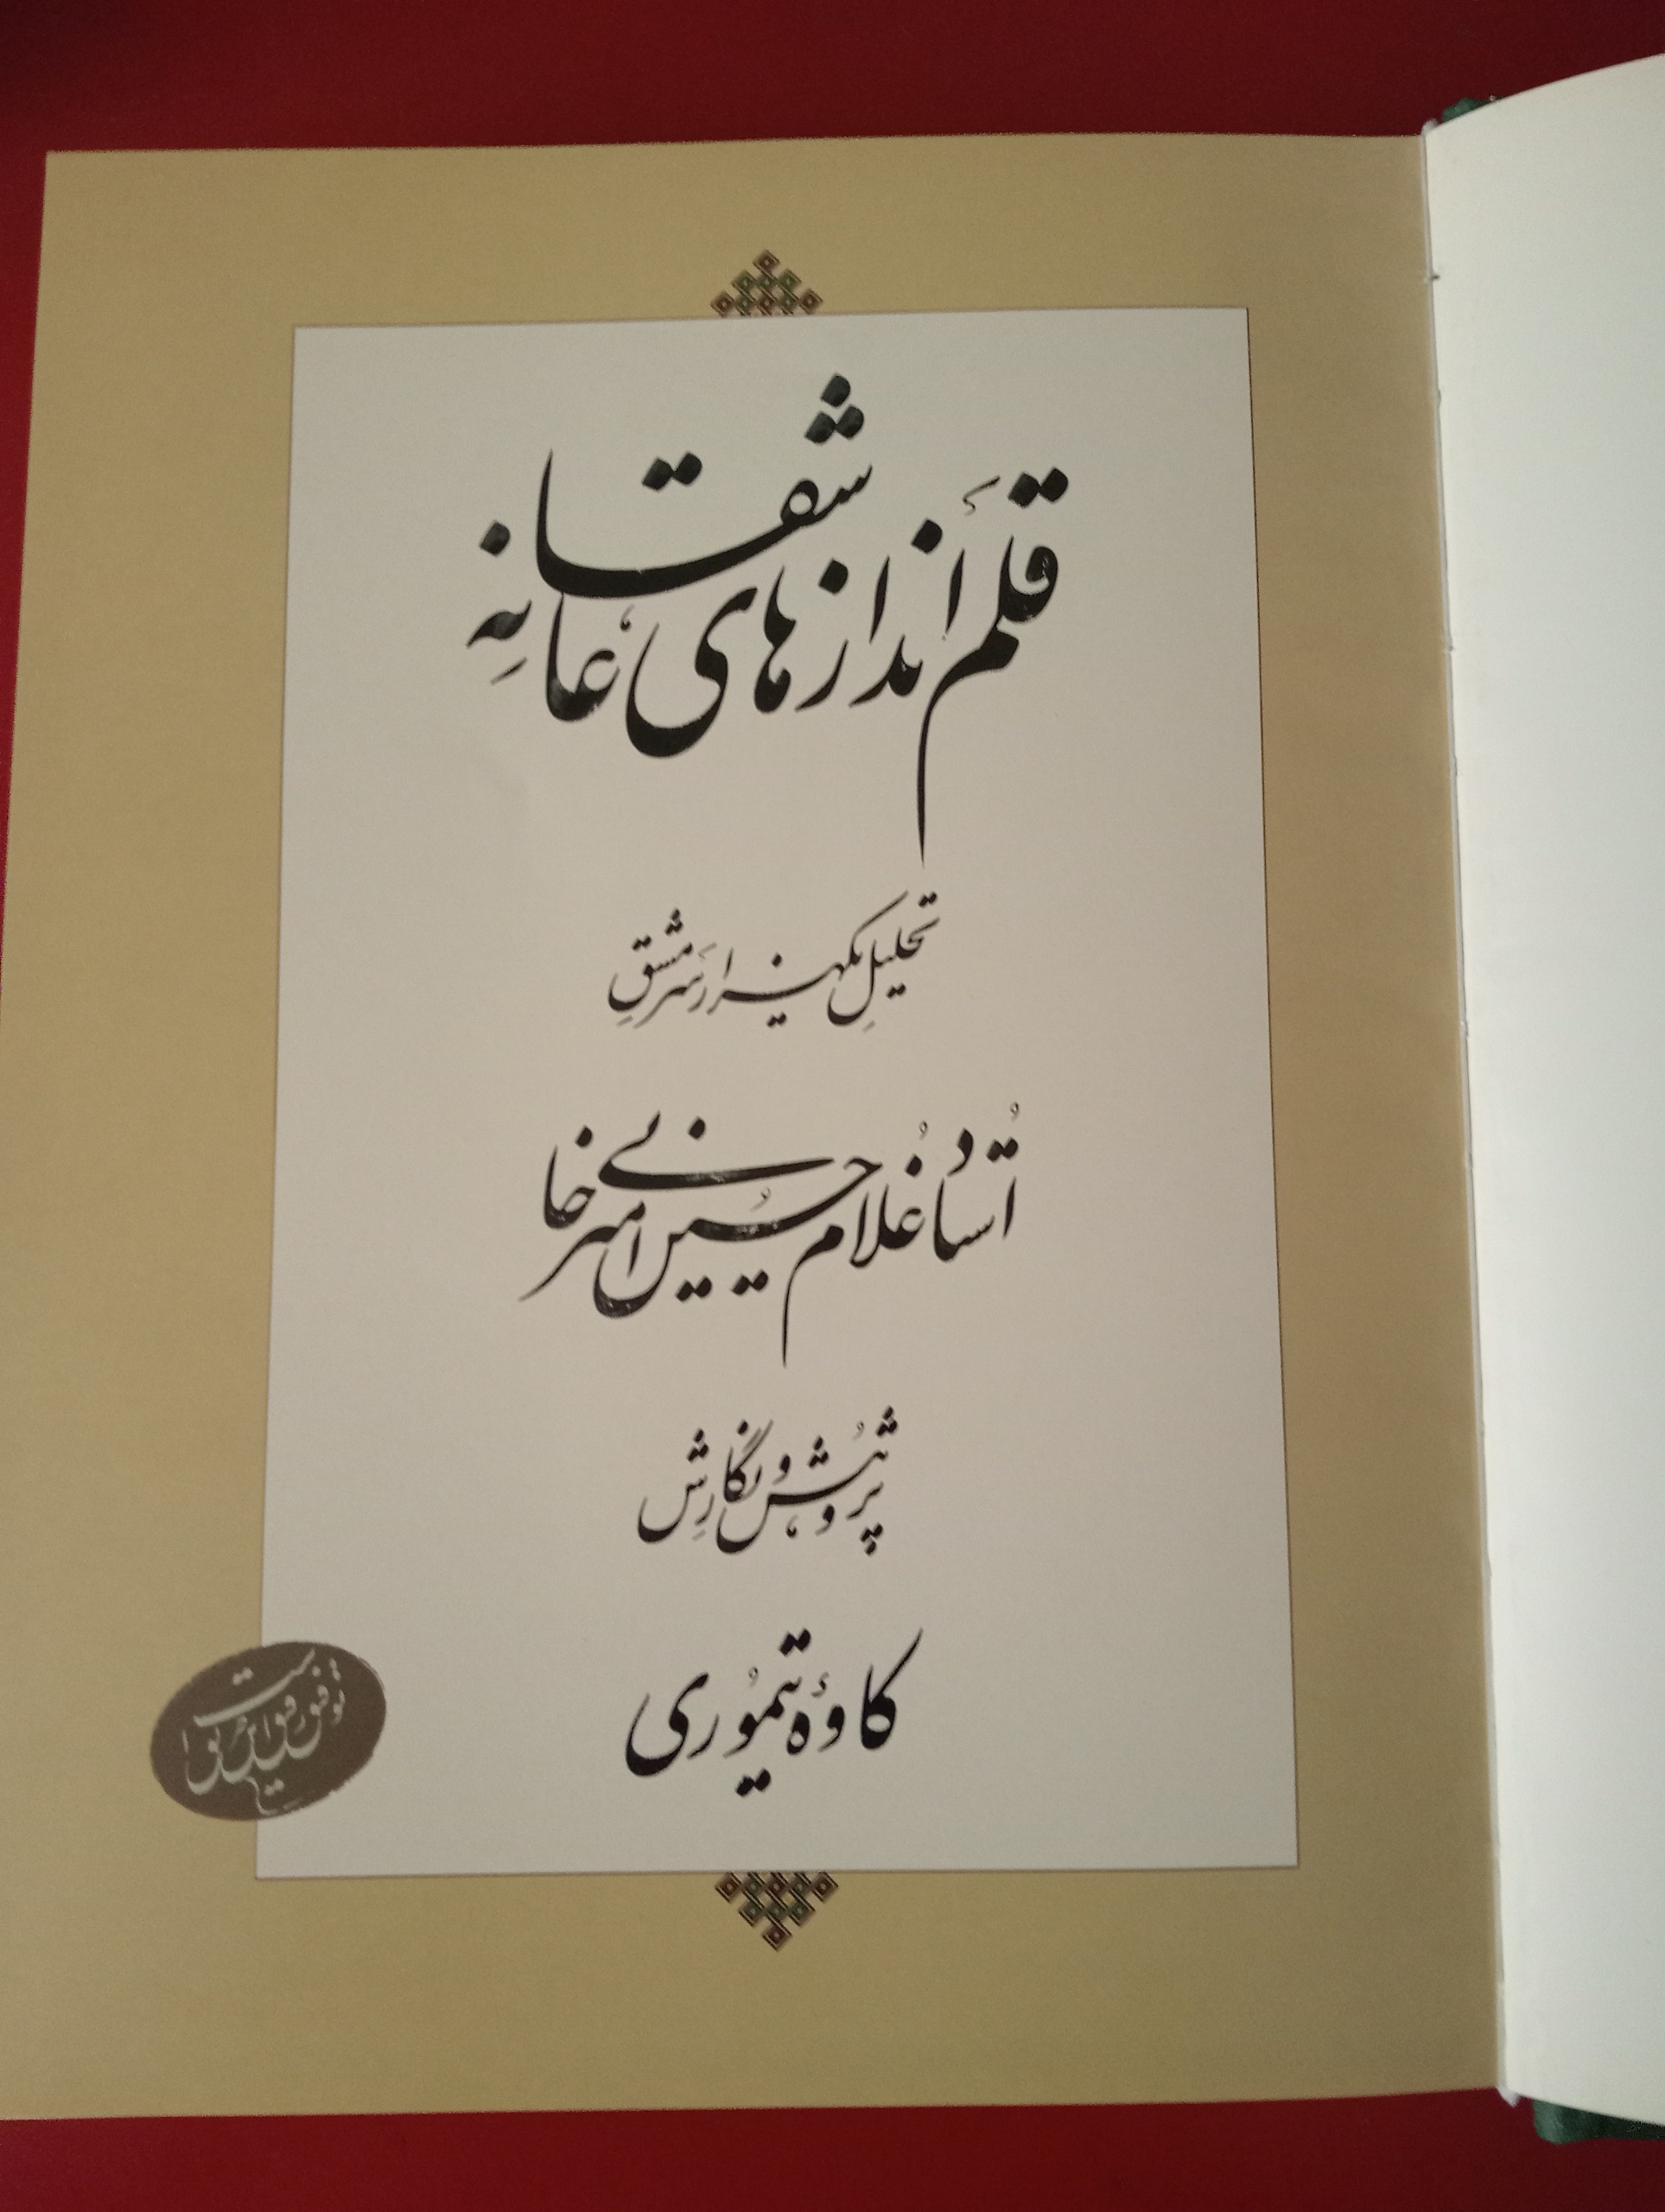 قلم‌اندازهای عاشقانه
تحلیل یکهزار سرمشق
استاد غلامحسین امیرخانی
پژوهش و نگارش
کاوه تیموری